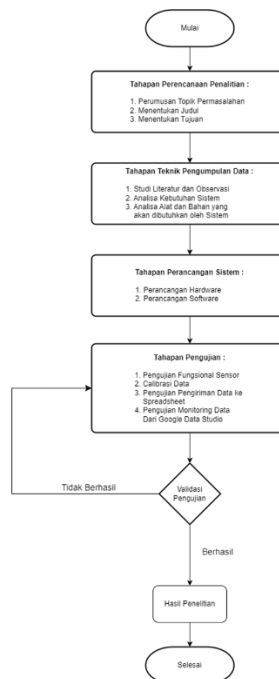 Mulai
Tahapan Perencanaan Penalitian :
1. Perumusan Topik Permasalahan
2. Menentukan Judul
3. Menentukan Tujuan
Tahapan Teknik Pengumpulan Data :
1. Studi Literatur dan Observasi
2. Analisa Kebutuhan Sistem
3. Analisa Alat dan Bahan yang
akan dibutuhkan oleh Sistem
Tahapan Perancangan Sistem :
1. Perancangan Hardware
2. Perancangan Software
Tahapan Pengujian :
1. Pengujian Fungsional Sensor
2. Calibrasi Data
3. Pengujian Pengiriman Data ke
Spreadsheet
4. Pengujian Monitoring Data
Dari Google Data Studio
Tidak Berhasil
Validasi
Pengujian
Berhasil
Hasil Penelitian
Selesai